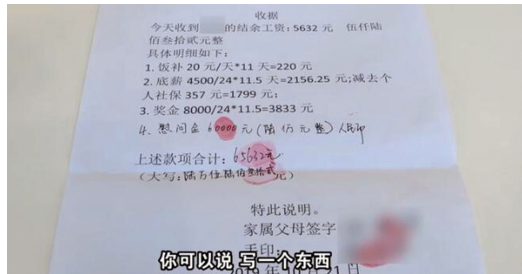 收据
今天收到 的结余工资:5632 元 伍仟陆
佰叁拾贰元整
具体明细如下:
1. 饭补 20 元/天*11 天=220 元
2. 底薪 4500/24*11.5 天=2156.25 元;减去个
人社保 357 元=1799 元;
3. 奖金 8000/24*11.5=3833 元
4. 慰问金 60000 元(陆仟元整)人民币
上述款项合计:65632元
(大写:陆万伍陆佰叁拾贰元)
特此说明。
家属父母签字
手印:
21 日
你可以说 写一个东西